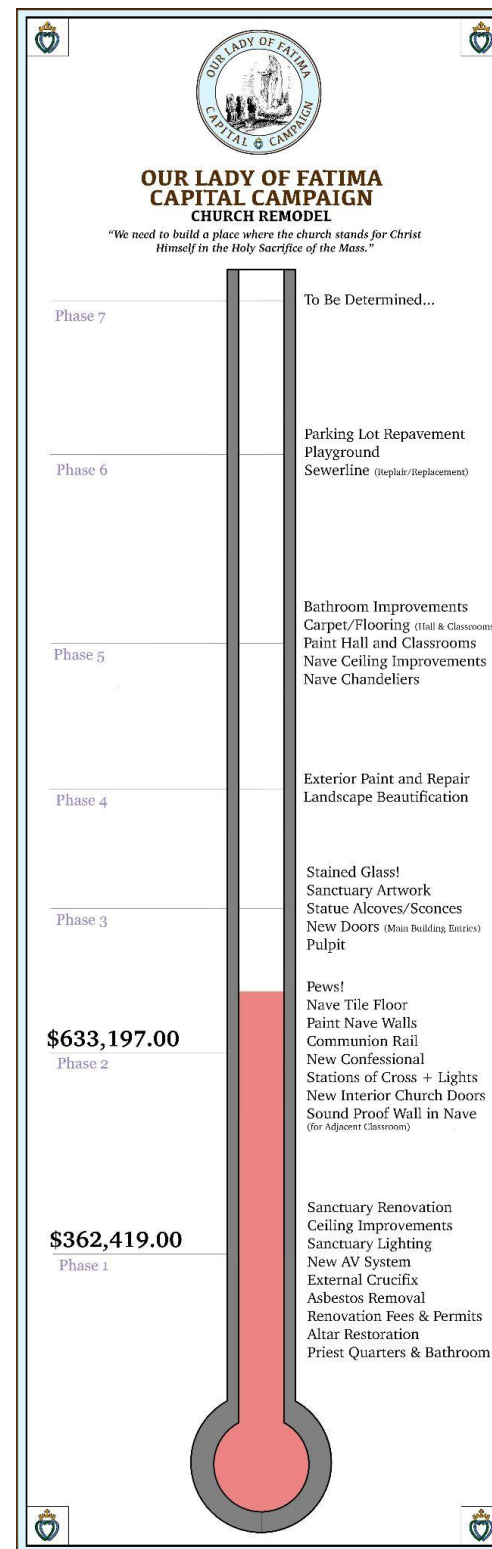 OUR LADY OF FATIMA
CAPITAL CAMPAIGN
OUR LADY OF FATIMA
CAPITAL CAMPAIGN
CHURCH REMODEL
“We need to build a place where the church stands for Christ
Himself in the Holy Sacrifice of the Mass.”
To Be Determined...
Phase 7
Parking Lot Repavement
Playground
Sewerline (Replair/Replacement)
Phase 6
Bathroom Improvements
Carpet/Flooring (Hall & Classrooms
Paint Hall and Classrooms
Nave Ceiling Improvements
Nave Chandeliers
Phase 5
Exterior Paint and Repair
Landscape Beautification
Phase 4
Stained Glass!
Sanctuary Artwork
Statue Alcoves/Sconces
New Doors (Main Building Entries)
Pulpit
Phase 3
Pews!
Nave Tile Floor
Paint Nave Walls
Communion Rail
New Confessional
Stations of Cross + Lights
New Interior Church Doors
Sound Proof Wall in Nave
(for Adjacent Classroom)
$633,197.00
Phase 2
Sanctuary Renovation
Ceiling Improvements
Sanctuary Lighting
New AV System
External Crucifix
Asbestos Removal
Renovation Fees & Permits
Altar Restoration
Priest Quarters & Bathroom
$362,419.00
Phase 1